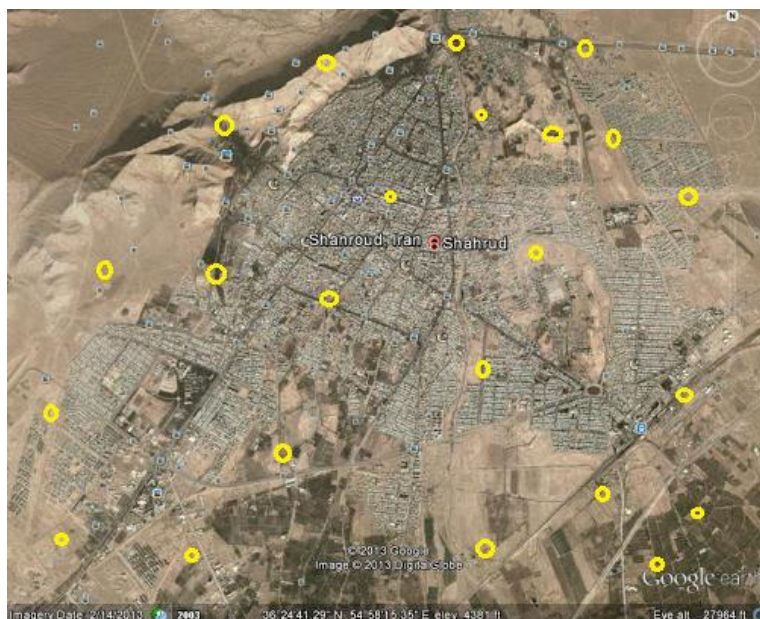 N
Shahroud, Iran Shahrud
© 2013 Google
Image © 2013 DigitalGlobe
Google earth
Imagery Date: 2/14/2013 2003 36°24'41.29" N 54°58'15.35" E elev 4381 ft Eye alt 27964 ft